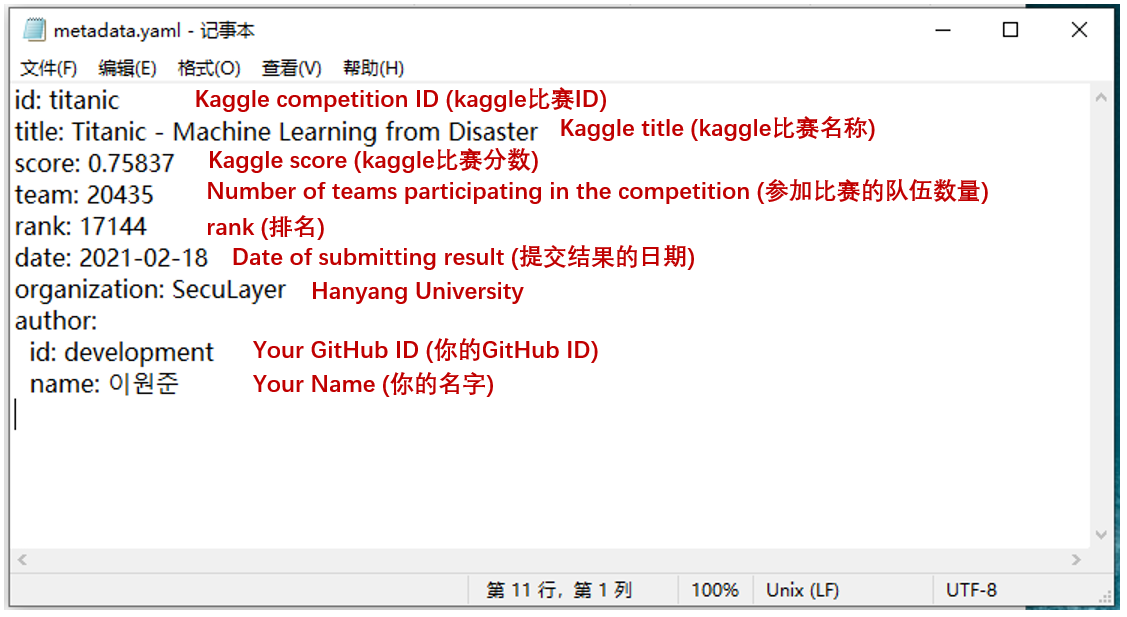 metadata.yaml - 记事本
文件(F) 编辑(E) 格式(O) 查看(V) 帮助(H)
id: titanic Kaggle competition ID (kaggle比赛ID)
title: Titanic - Machine Learning from Disaster Kaggle title (kaggle比赛名称)
score: 0.75837 Kaggle score (kaggle比赛分数)
team: 20435 Number of teams participating in the competition (参加比赛的队伍数量)
rank: 17144 rank (排名)
date: 2021-02-18 Date of submitting result (提交结果的日期)
organization: SecuLayer Hanyang University
author:
id: development Your GitHub ID (你的GitHub ID)
name: 이원준 Your Name (你的名字)
第 11 行，第 1 列 100% Unix (LF) UTF-8